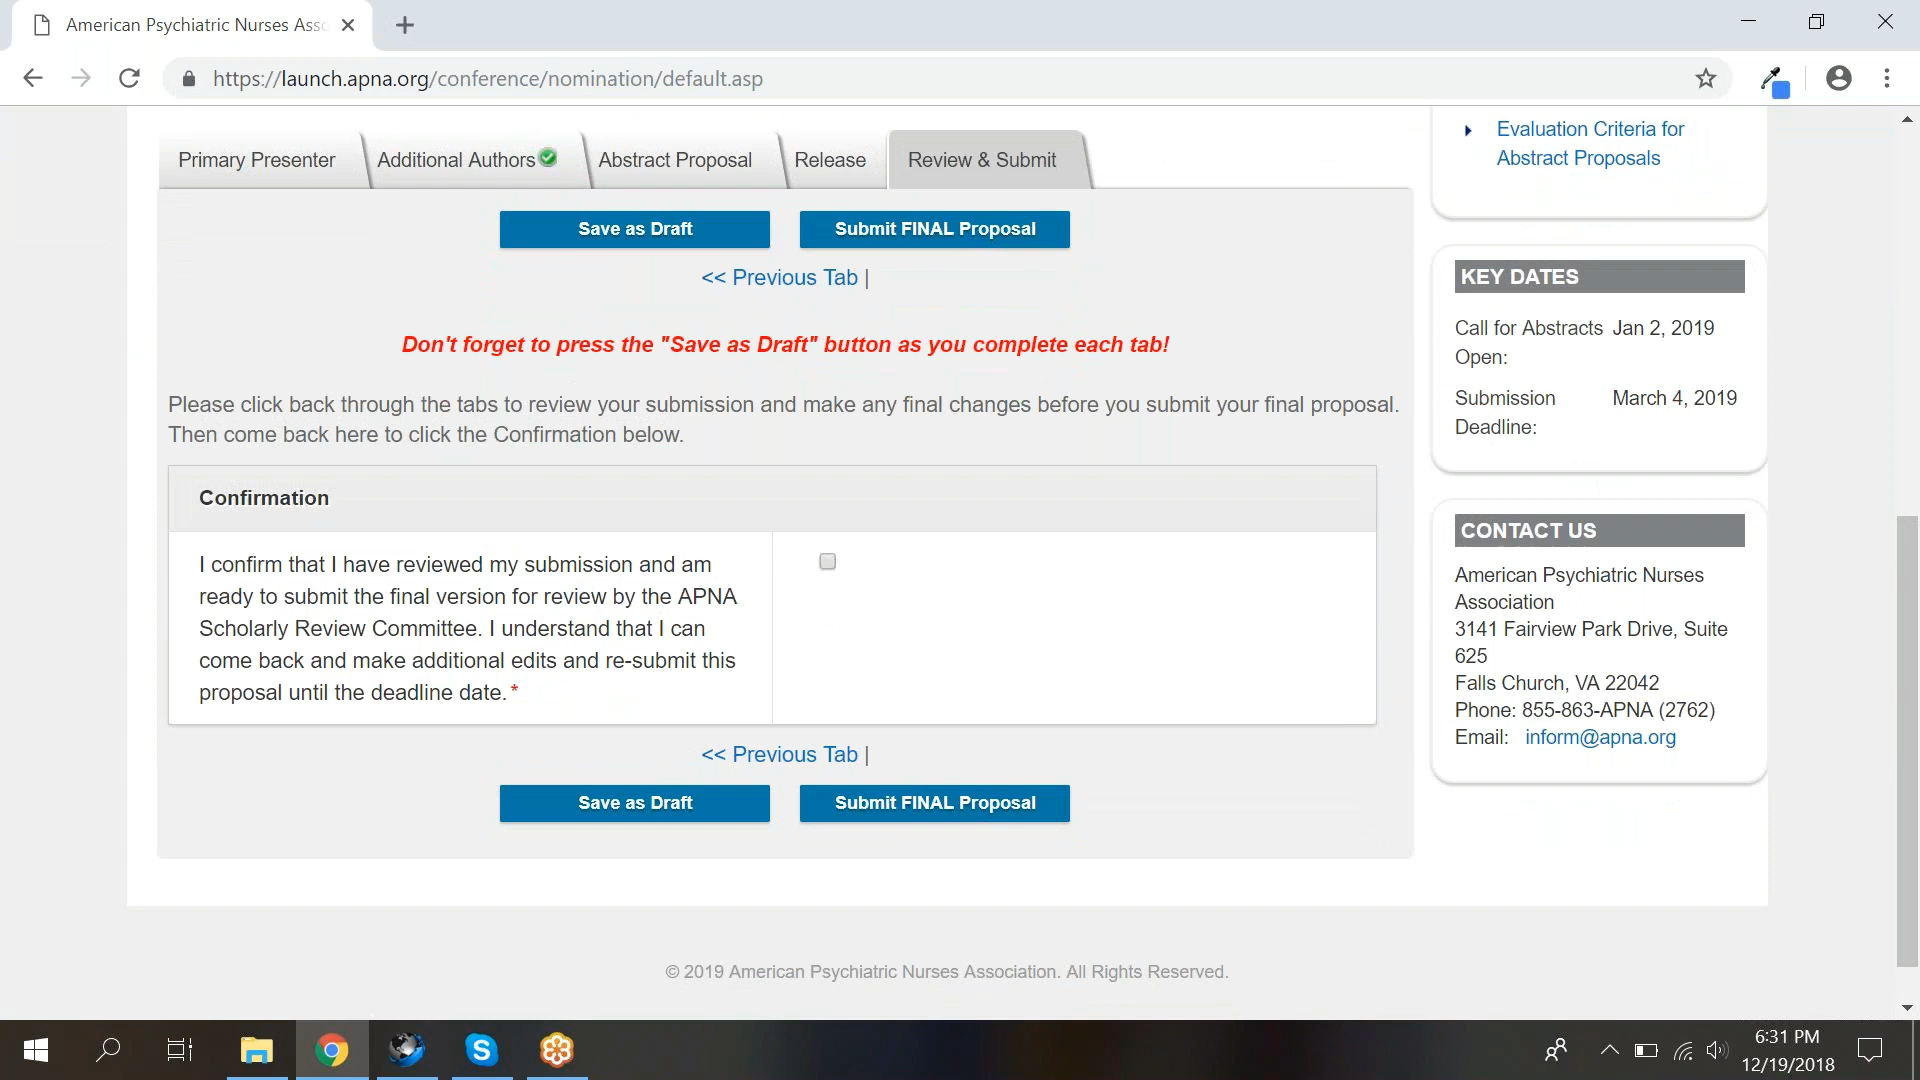 American Psychiatric Nurses Asso
https://launch.apna.org/conference/nomination/default.asp
Primary Presenter
Additional Authors
Abstract Proposal
Release
Review & Submit
Save as Draft
Submit FINAL Proposal
<< Previous Tab |
Don't forget to press the "Save as Draft" button as you complete each tab!
Please click back through the tabs to review your submission and make any final changes before you submit your final proposal.
Then come back here to click the Confirmation below.
Confirmation
I confirm that I have reviewed my submission and am
ready to submit the final version for review by the APNA
Scholarly Review Committee. I understand that I can
come back and make additional edits and re-submit this
proposal until the deadline date. *
<< Previous Tab |
Save as Draft
Submit FINAL Proposal
Evaluation Criteria for
Abstract Proposals
KEY DATES
Call for Abstracts Jan 2, 2019
Open:
Submission March 4, 2019
Deadline:
CONTACT US
American Psychiatric Nurses
Association
3141 Fairview Park Drive, Suite
625
Falls Church, VA 22042
Phone: 855-863-APNA (2762)
Email: inform@apna.org
© 2019 American Psychiatric Nurses Association. All Rights Reserved.
S
6:31 PM
12/19/2018